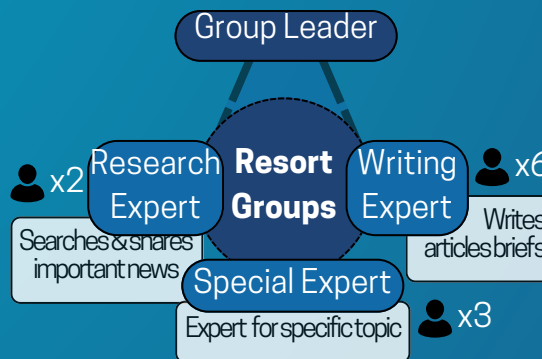 Group Leader
x2
Research
Expert
Searches & shares
important news
Resort
Groups
Writing
Expert
x6
Writes
articles briefs
Special Expert
Expert for specific topic
x3